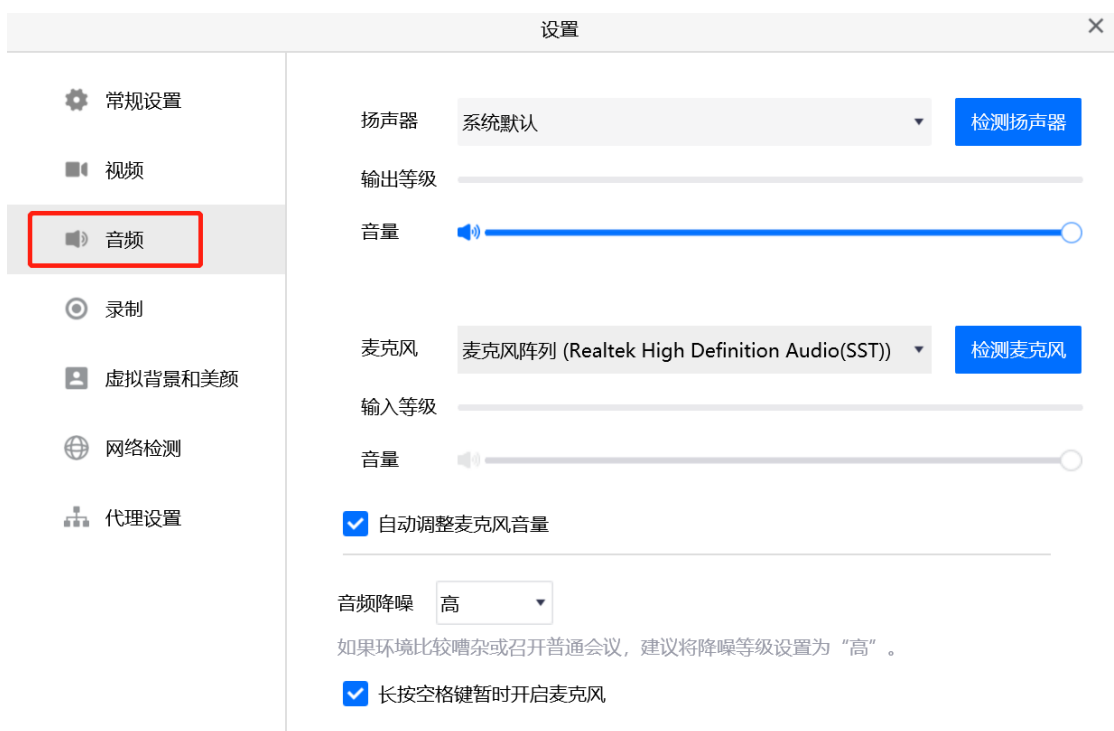 设置
常规设置
视频
音频
录制
虚拟背景和美颜
网络检测
代理设置
扬声器 系统默认 检测扬声器
输出等级
音量
麦克风 麦克风阵列 (Realtek High Definition Audio(SST)) 检测麦克风
输入等级
音量
自动调整麦克风音量
音频降噪 高
如果环境比较嘈杂或召开普通会议，建议将降噪等级设置为“高”。
长按空格键暂时开启麦克风